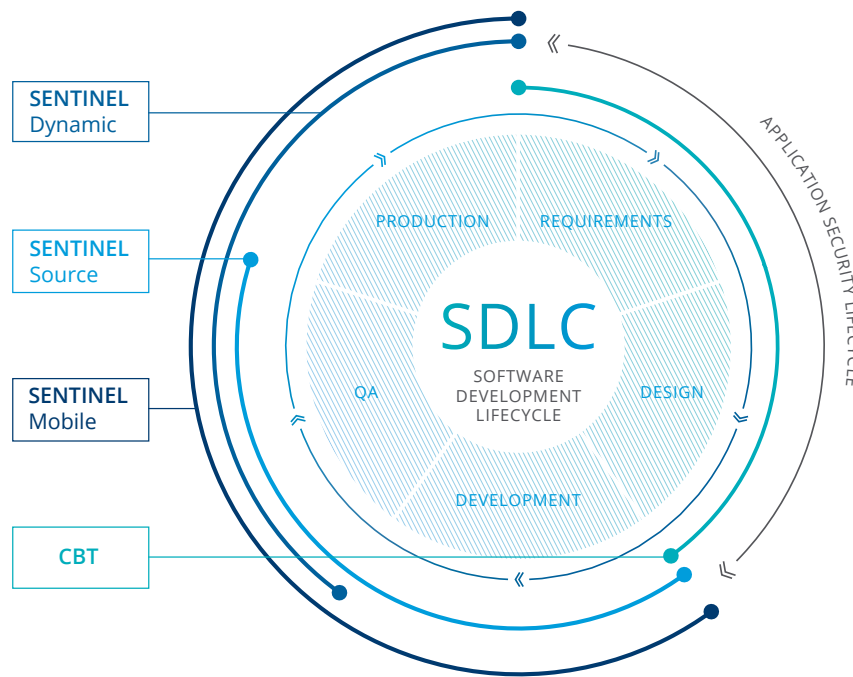 SENTINEL
Dynamic
SENTINEL
Source
SENTINEL
Mobile
CBT
PRODUCTION
REQUIREMENTS
QA
DESIGN
DEVELOPMENT
SDLC
SOFTWARE
DEVELOPMENT
LIFECYCLE
APPLICATION SECURITY LIFECYCLE